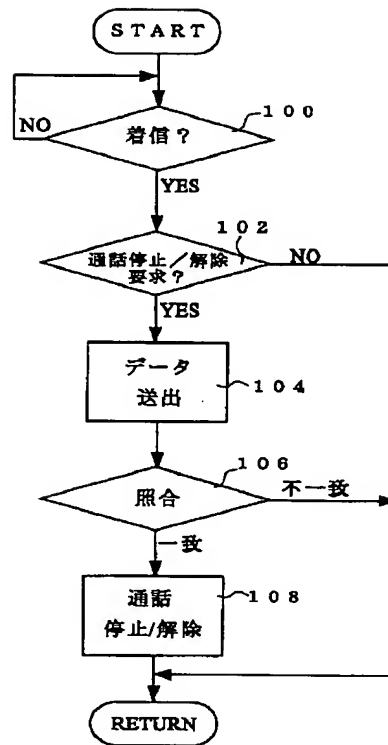 START
１００
着信？
NO
YES
１０２
通話停止／解除
要求？
NO
YES
データ
送出
１０４
１０６
照合
不一致
一致
通話
停止/解除
１０８
RETURN